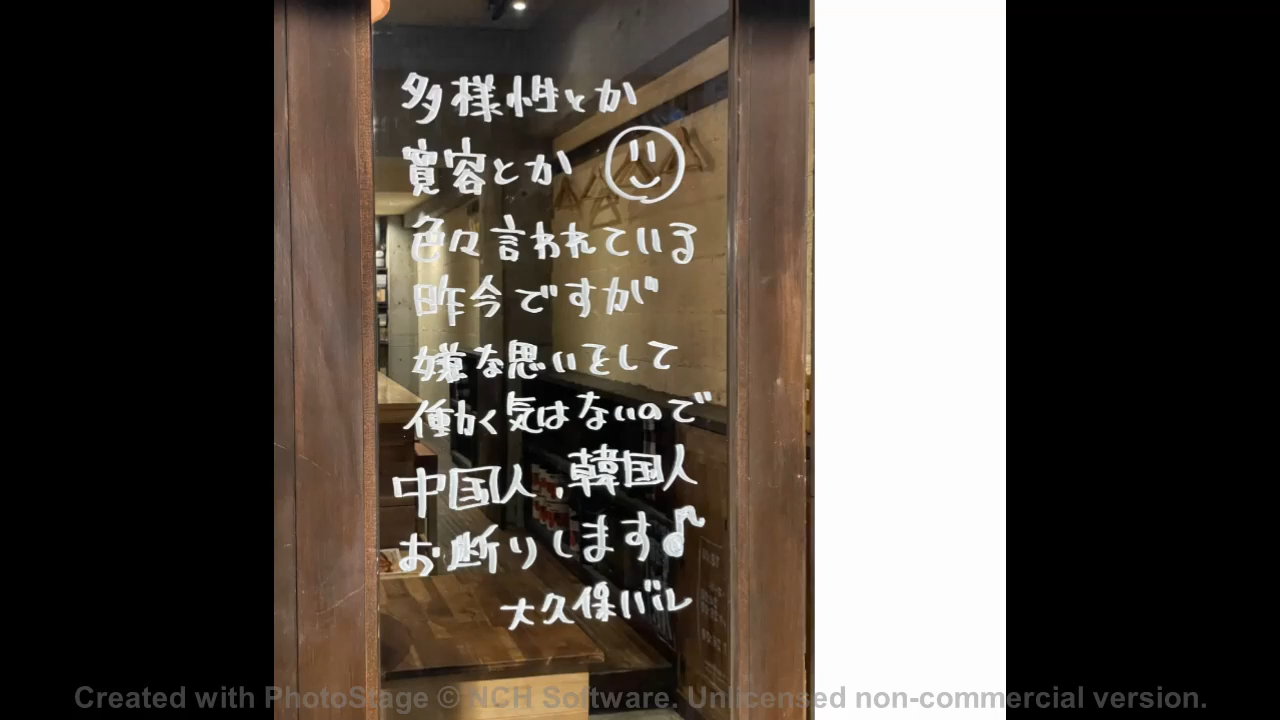 多様性とか
寛容とか
色々言われている
昨今ですが
嫌な思いをして
働く気はないので
中国人、韓国人
お断りします♪
大久保バル
Created with PhotoStage © NCH Software. Unlicensed non-commercial version.